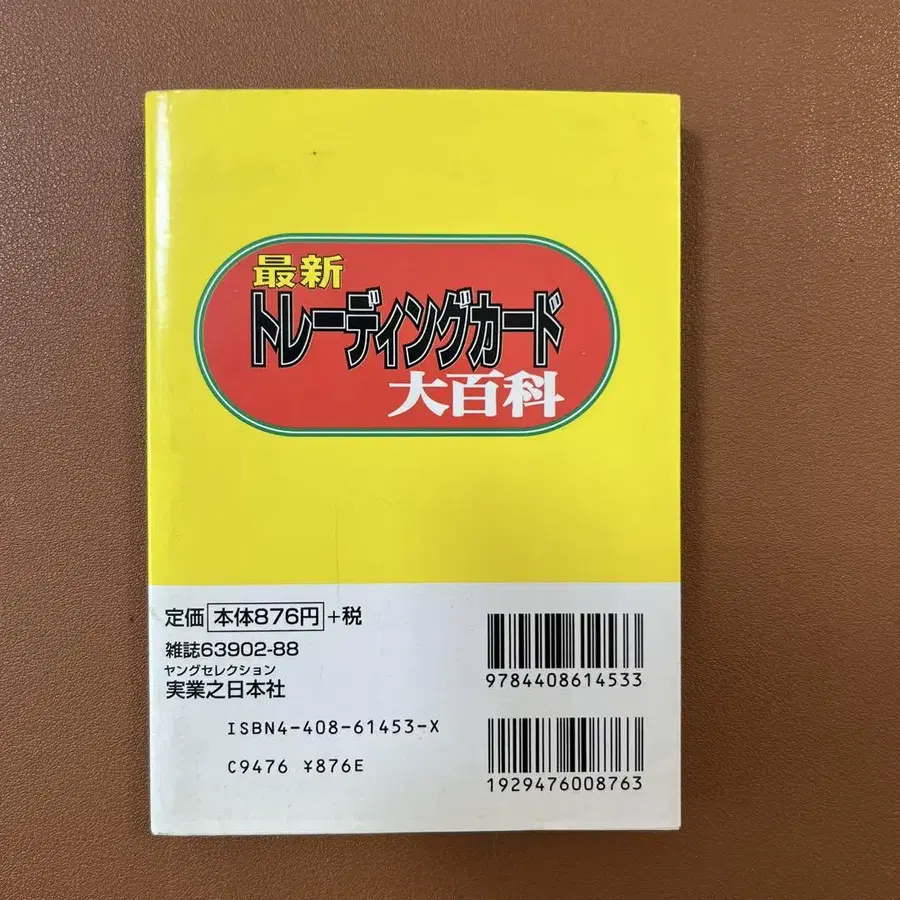 最新
トレーディングカード
大百科
定価 本体876円 +税
雑誌63902-88
ヤングセレクション
実業之日本社
ISBN4-408-61453-X
C9476 ¥876E
9784408614533
1929476008763